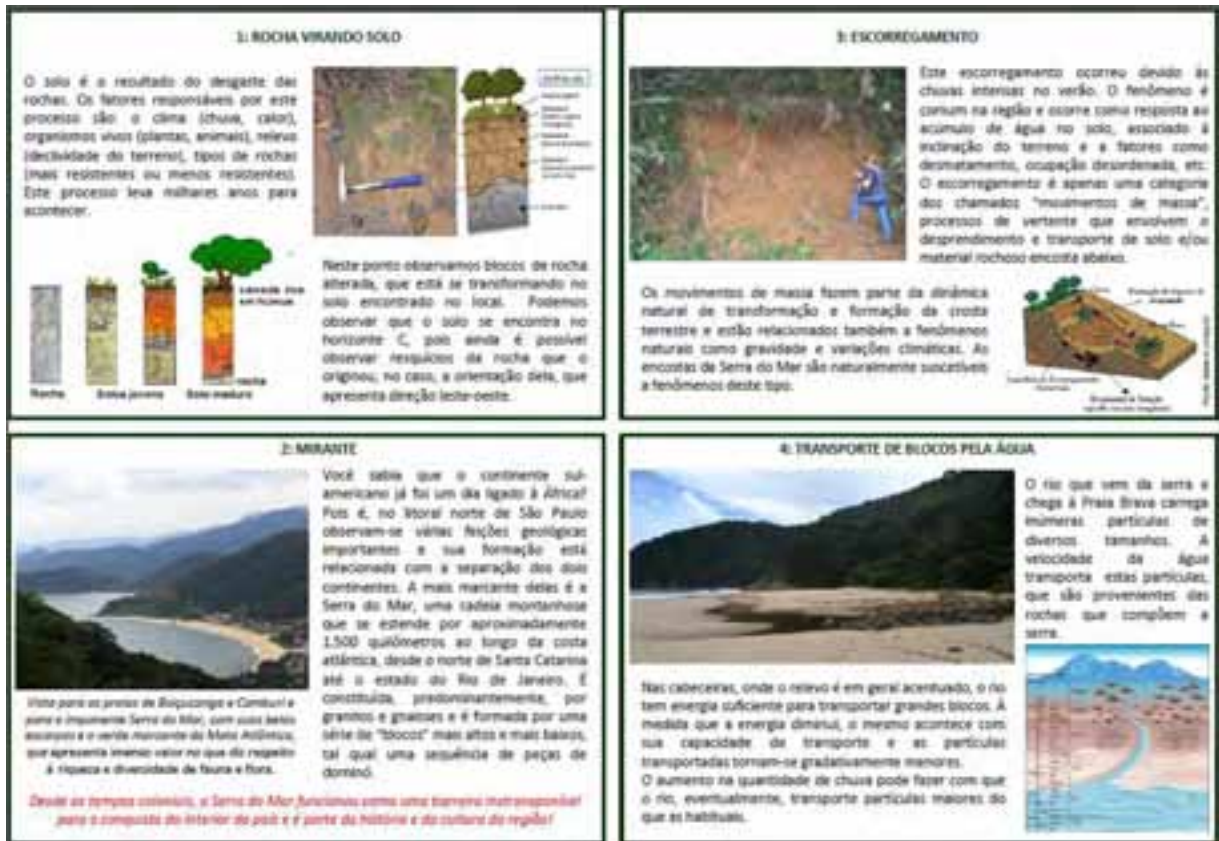 1: ROCHA VIRANDO SOLO
O solo é o resultado do desgaste das
rochas. Os fatores responsáveis por este
processo são o clima (chuva, calor),
organismos vivos (plantas, animais), relevo
(declividade do terreno), tipos de rochas
(mais resistentes ou menos resistentes).
Este processo leva milhares anos para
acontecer.
camada rica
em húmus
rocha
Rocha
Solos jovens
Solo maduro
Neste ponto observamos blocos de rocha
alterada, que está se transformando no
solo encontrado no local. Podemos
observar que o solo se encontra no
horizonte C, pois ainda é possível
observar resquícios da rocha que o
originou, no caso, a orientação dela, que
apresenta direção leste-oeste.
2: MIRANTE
Vista para as praias de Boiçucanga e Camburi e
para a imponente Serra do Mar, com suas belas
escarpas e o verde marcante da Mata Atlântica,
que apresenta imenso valor no que diz respeito
à riqueza e diversidade de fauna e flora.
Você sabia que o continente sul-
americano já foi um dia ligado à África?
Pois é, no litoral norte de São Paulo
observam-se várias feições geológicas
importantes e sua formação está
relacionada com a separação dos dois
continentes. A mais marcante delas é a
Serra do Mar, uma cadeia montanhosa
que se estende por aproximadamente
1.500 quilômetros ao longo da costa
atlântica, desde o norte de Santa Catarina
até o estado do Rio de Janeiro. É
constituída, predominantemente, por
granitos e gnaisses e é formada por uma
série de "blocos" mais altos e mais baixos,
tal qual uma sequência de peças de
dominó.
Desde os tempos coloniais, a Serra do Mar funcionou como uma barreira intransponível
para a conquista do interior do país e é parte da história e da cultura da região!
3: ESCORREGAMENTO
Este escorregamento ocorreu devido às
chuvas intensas no verão. O fenômeno é
comum na região e ocorre como resposta ao
acúmulo de água no solo, associado à
inclinação do terreno e a fatores como
desmatamento, ocupação desordenada, etc.
O escorregamento é apenas uma categoria
dos chamados "movimentos de massa",
processos de vertente que envolvem o
desprendimento e transporte de solo e/ou
material rochoso encosta abaixo.
Os movimentos de massa fazem parte da dinâmica
natural de transformação e formação da crosta
terrestre e estão relacionados também a fenômenos
naturais como gravidade e variações climáticas. As
encostas de Serra do Mar são naturalmente suscetíveis
a fenômenos deste tipo.
4: TRANSPORTE DE BLOCOS PELA ÁGUA
O rio que vem da serra e
chega à Praia Brava carrega
inúmeras partículas de
diversos tamanhos. A
velocidade da água
transporta estas partículas,
que são provenientes das
rochas que compõem a
serra.
Nas cabeceiras, onde o relevo é em geral acentuado, o rio
tem energia suficiente para transportar grandes blocos. À
medida que a energia diminui, o mesmo acontece com
sua capacidade de transporte e as partículas
transportadas tornam-se gradativamente menores.
O aumento na quantidade de chuva pode fazer com que
o rio, eventualmente, transporte partículas maiores do
que as habituais.